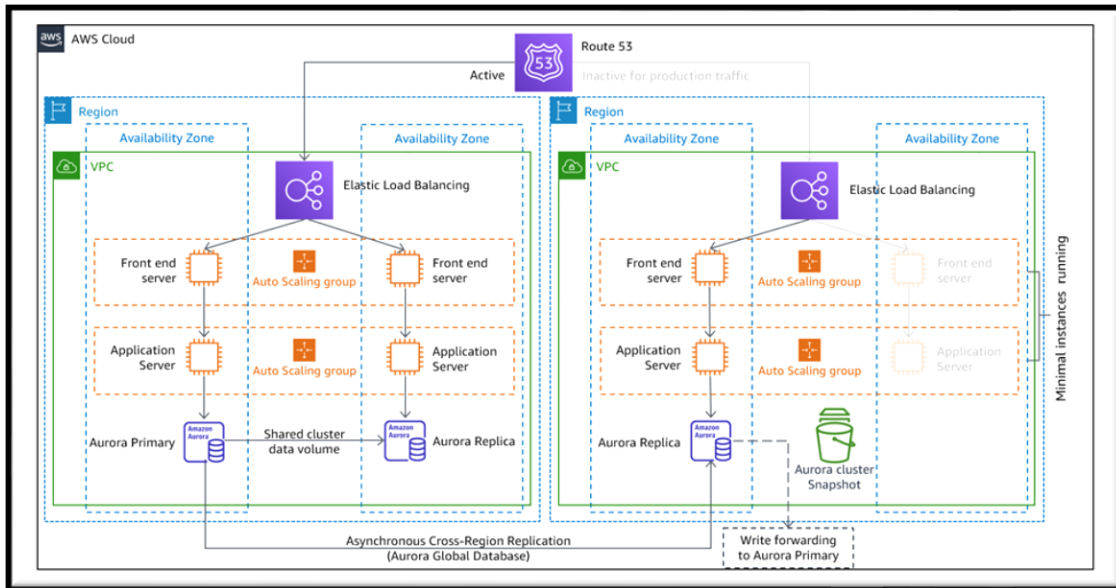 aws
AWS Cloud
Route 53
53
Active
Inactive for production traffic
Region
Availability Zone
Availability Zone
VPC
Elastic Load Balancing
Front end
server
Auto Scaling group
Front end
server
Application
Server
Auto Scaling group
Application
Server
Aurora Primary
Amazon
Aurora
Shared cluster
data volume
Amazon
Aurora
Aurora Replica
Region
Availability Zone
Availability Zone
VPC
Elastic Load Balancing
Front end
server
Auto Scaling group
Front end
server
Application
Server
Auto Scaling group
Application
Server
Minimal instances running
Aurora Replica
Amazon
Aurora
Aurora cluster
Snapshot
Asynchronous Cross-Region Replication
(Aurora Global Database)
Write forwarding
to Aurora Primary